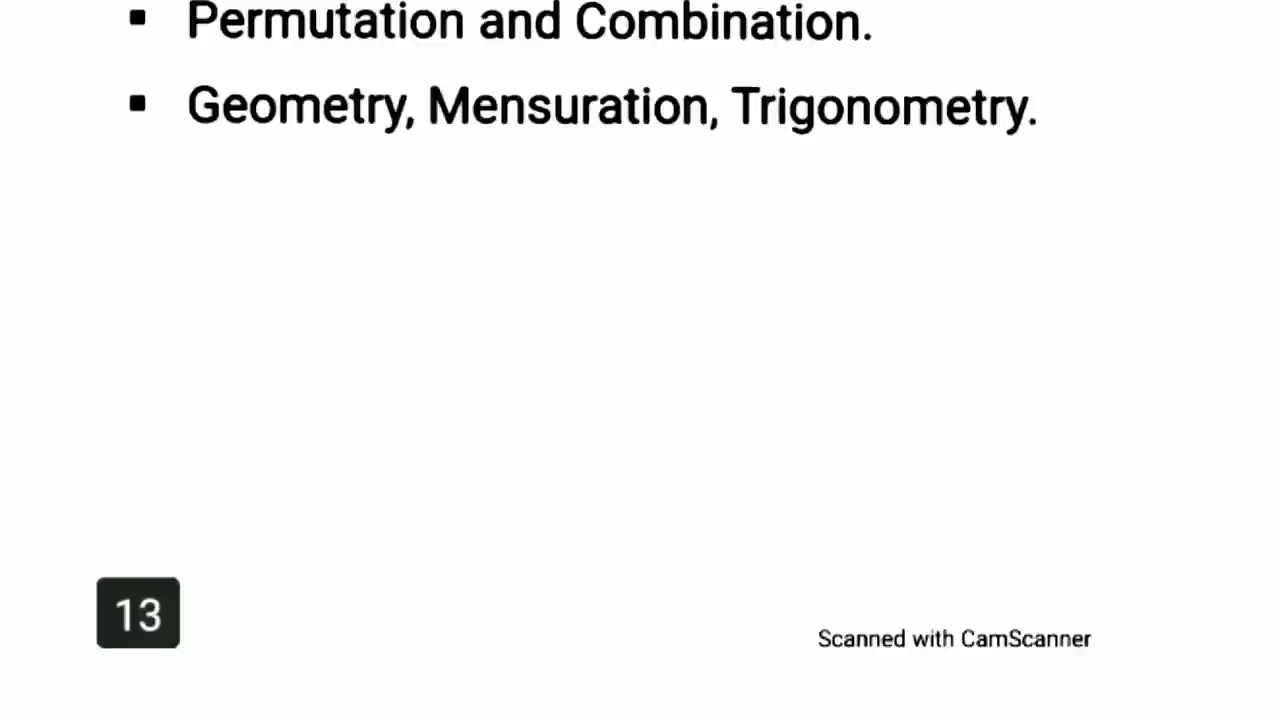 ▪ Permutation and Combination.
▪ Geometry, Mensuration, Trigonometry.
13
Scanned with CamScanner